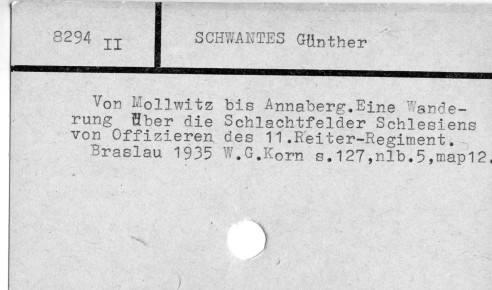 8294 II
SCHWANTES Günther
Von Mollwitz bis Annaberg.Eine Wande-
rung Über die Schlachtfelder Schlesiens
von Offizieren des 11.Reiter-Regiment.
Braslau 1935 W.G.Korn s.127,nlb.5,map12.